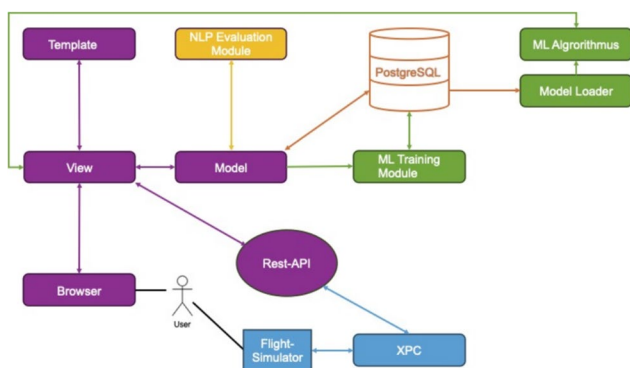 Template
NLP Evaluation
Module
PostgreSQL
ML Algrorithmus
Model Loader
View
Model
ML Training
Module
Rest-API
Browser
User
Flight-
Simulator
XPC